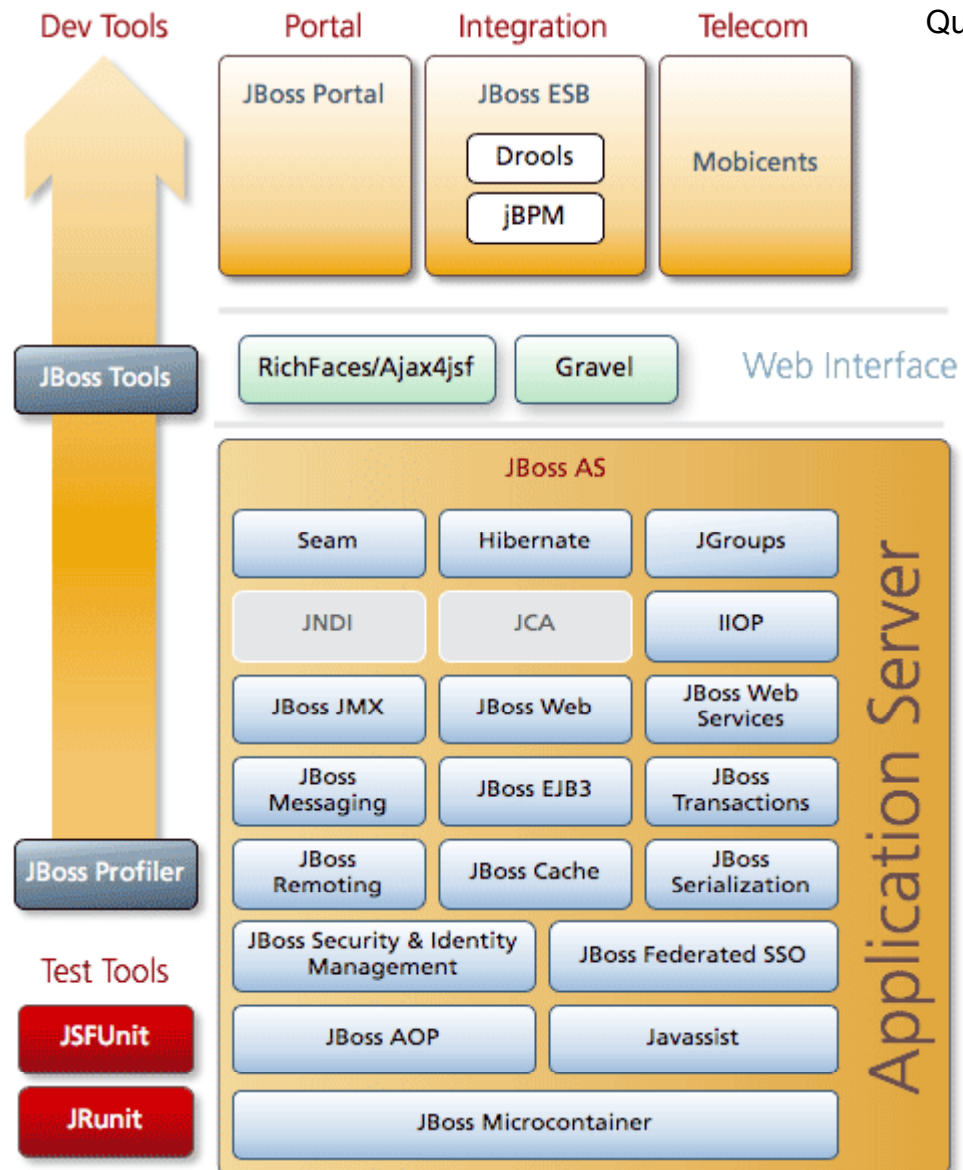 Dev Tools
Portal
Integration
Telecom
Qu
JBoss Portal
JBoss ESB
Drools
jBPM
Mobicents
JBoss Tools
RichFaces/Ajax4jsf
Gravel
Web Interface
JBoss AS
Seam
Hibernate
JGroups
JNDI
JCA
IIOP
JBoss JMX
JBoss Web
JBoss Web
Services
JBoss
Messaging
JBoss EJB3
JBoss
Transactions
JBoss Profiler
JBoss
Remoting
JBoss Cache
JBoss
Serialization
JBoss Security & Identity
Management
JBoss Federated SSO
Test Tools
JSFUnit
JBoss AOP
Javassist
JRunit
JBoss Microcontainer
Application Server